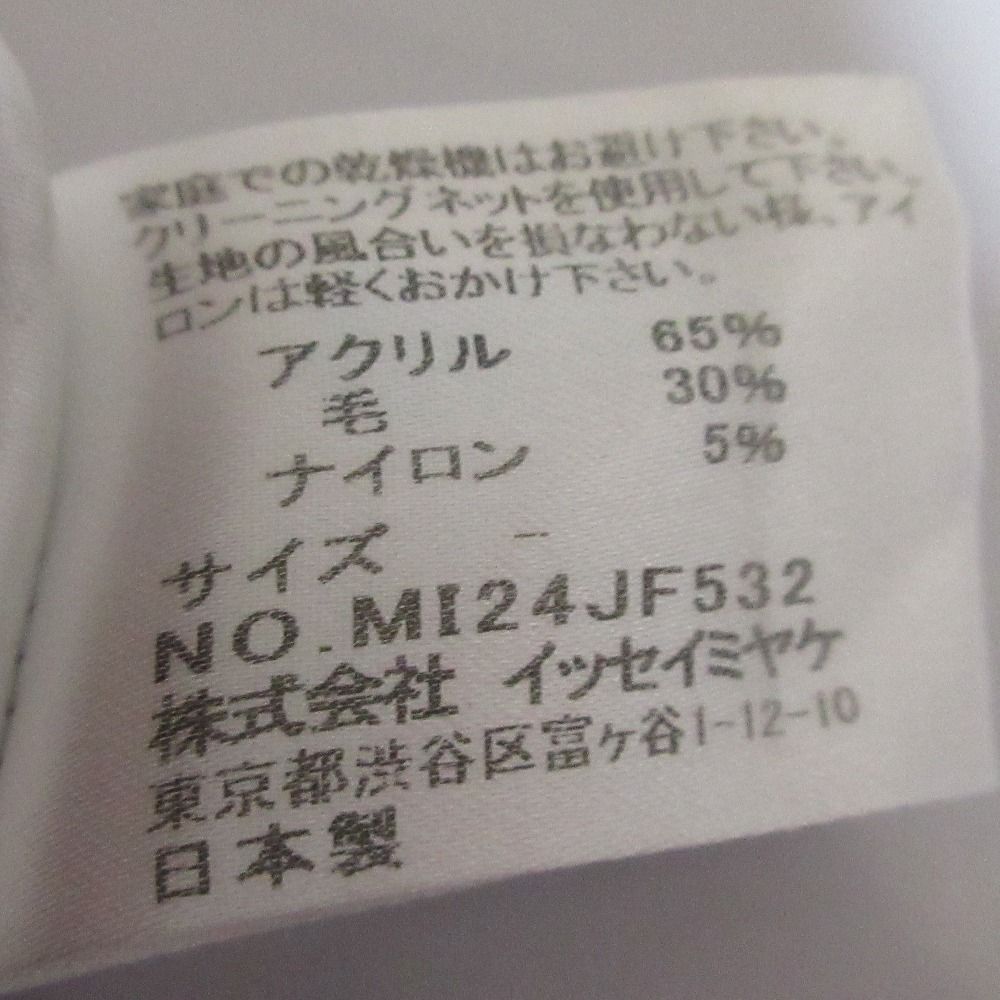 家庭での乾燥機はお避け下さい。
クリーニングネットを使用して下さい。
生地の風合いを損なわない様、アイ
ロンは軽くおかけ下さい。
アクリル 65%
毛 30%
ナイロン 5%
サイズ -
NO.MI24JF532
株式会社 イッセイミヤケ
東京都渋谷区富ヶ谷1-12-10
日本製